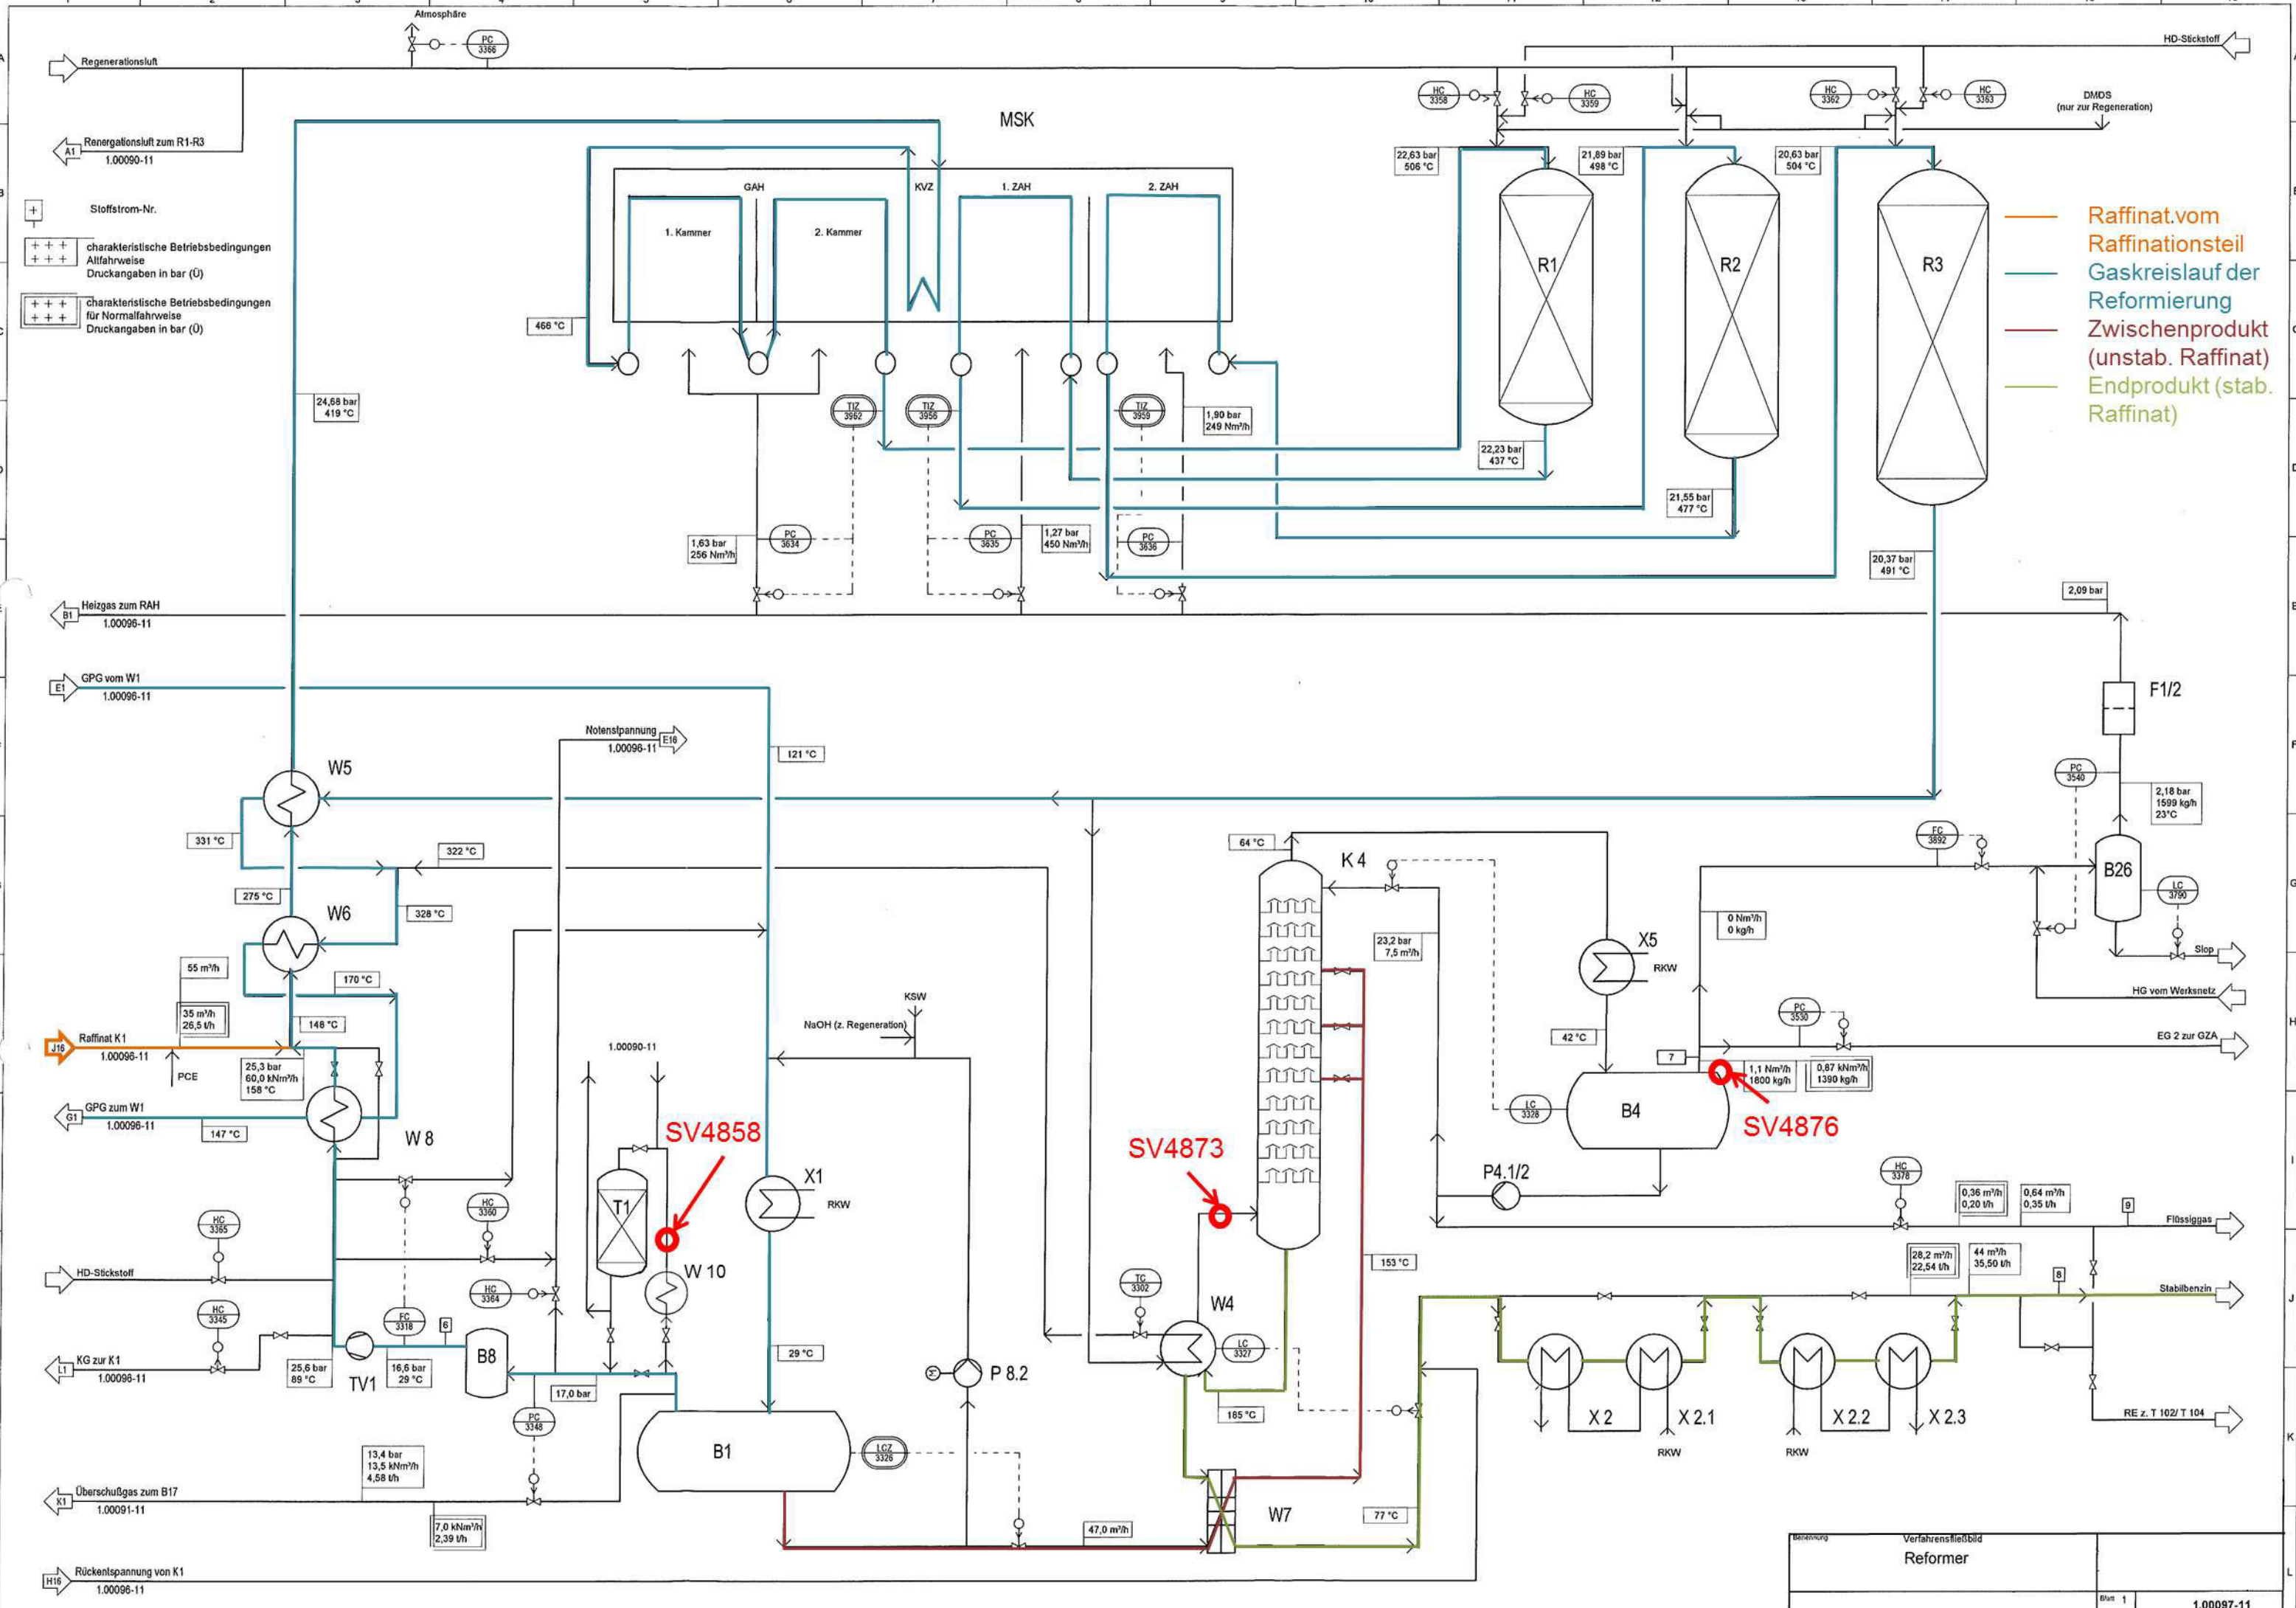 Atmosphäre
PC
3366
Regenerationsluft
HD-Stickstoff
HC
3358
HC
3359
HC
3362
HC
3363
DMDS
(nur zur Regeneration)
MSK
A1
Renergationsluft zum R1-R3
1.00090-11
22,63 bar
506 °C
21,89 bar
498 °C
20,63 bar
504 °C
GAH
KVZ
1. ZAH
2. ZAH
Stoffstrom-Nr.
1. Kammer
2. Kammer
charakteristische Betriebsbedingungen
Altfahrweise
Druckangaben in bar (Ü)
charakteristische Betriebsbedingungen
für Normalfahrweise
Druckangaben in bar (Ü)
R1
R2
R3
Raffinat.vom
Raffinationsteil
Gaskreislauf der
Reformierung
Zwischenprodukt
(unstab. Raffinat)
Endprodukt (stab.
Raffinat)
466 °C
24,68 bar
419 °C
TIZ
3962
TIZ
3956
TIZ
3959
1,90 bar
249 Nm³/h
22,23 bar
437 °C
21,55 bar
477 °C
1,63 bar
256 Nm³/h
PC
3634
PC
3635
1,27 bar
450 Nm³/h
PC
3636
20,37 bar
491 °C
B1
Heizgas zum RAH
1.00096-11
2,09 bar
E1
GPG vom W1
1.00096-11
F1/2
Notenstpannung
1.00096-11
E16
121 °C
W5
PC
3540
2,18 bar
1599 kg/h
23°C
331 °C
322 °C
64 °C
K 4
FC
3892
B26
LC
3790
275 °C
W6
328 °C
0 Nm³/h
0 kg/h
23,2 bar
7,5 m³/h
X5
RKW
Slop
55 m³/h
170 °C
KSW
HG vom Werksnetz
35 m³/h
26,5 t/h
148 °C
NaOH (z. Regeneration)
42 °C
PC
3530
EG 2 zur GZA
J16
Raffinat K1
1.00096-11
PCE
25,3 bar
60,0 kNm³/h
158 °C
1.00090-11
7
1,1 Nm³/h
1800 kg/h
0,87 kNm³/h
1390 kg/h
G1
GPG zum W1
1.00096-11
147 °C
W 8
LC
3328
B4
SV4876
SV4858
SV4873
P4.1/2
HC
3378
X1
RKW
T1
HC
3360
HC
3365
0,36 m³/h
0,20 t/h
0,64 m³/h
0,35 t/h
9
Flüssiggas
HD-Stickstoff
HC
3364
W 10
153 °C
28,2 m³/h
22,54 t/h
44 m³/h
35,50 t/h
8
Stabilbenzin
TC
3302
W4
HC
3345
FC
3318
6
B8
LC
3327
L1
KG zur K1
1.00096-11
25,6 bar
89 °C
TV1
16,6 bar
29 °C
17,0 bar
29 °C
M
P 8.2
185 °C
X 2
X 2.1
X 2.2
X 2.3
RE z. T 102/ T 104
RKW
RKW
PC
3348
B1
LCZ
3326
13,4 bar
13,5 kNm³/h
4,58 t/h
K1
Überschußgas zum B17
1.00091-11
7,0 kNm³/h
2,39 t/h
47,0 m³/h
W7
77 °C
H16
Rückentspannung von K1
1.00096-11
Benennung
Verfahrensfließbild
Reformer
Blatt 1
1.00097-11